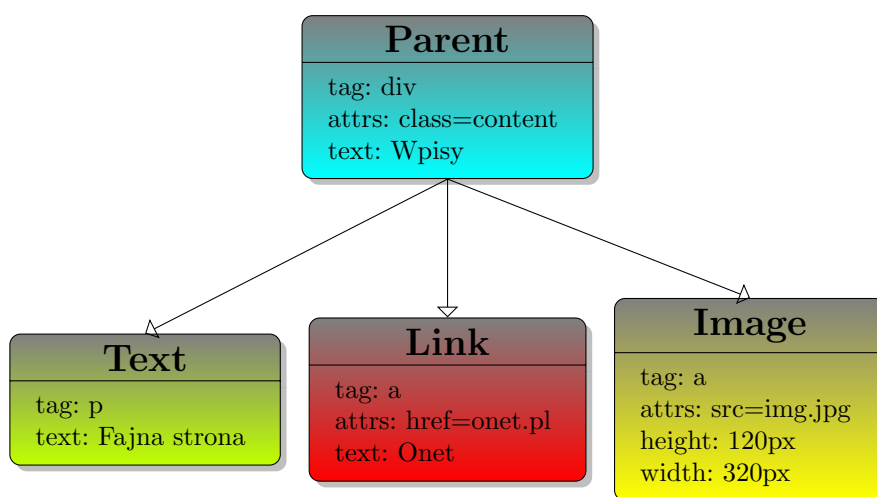 Parent
tag: div
attrs: class=content
text: Wpisy
Text
tag: p
text: Fajna strona
Link
tag: a
attrs: href=onet.pl
text: Onet
Image
tag: a
attrs: src=img.jpg
height: 120px
width: 320px